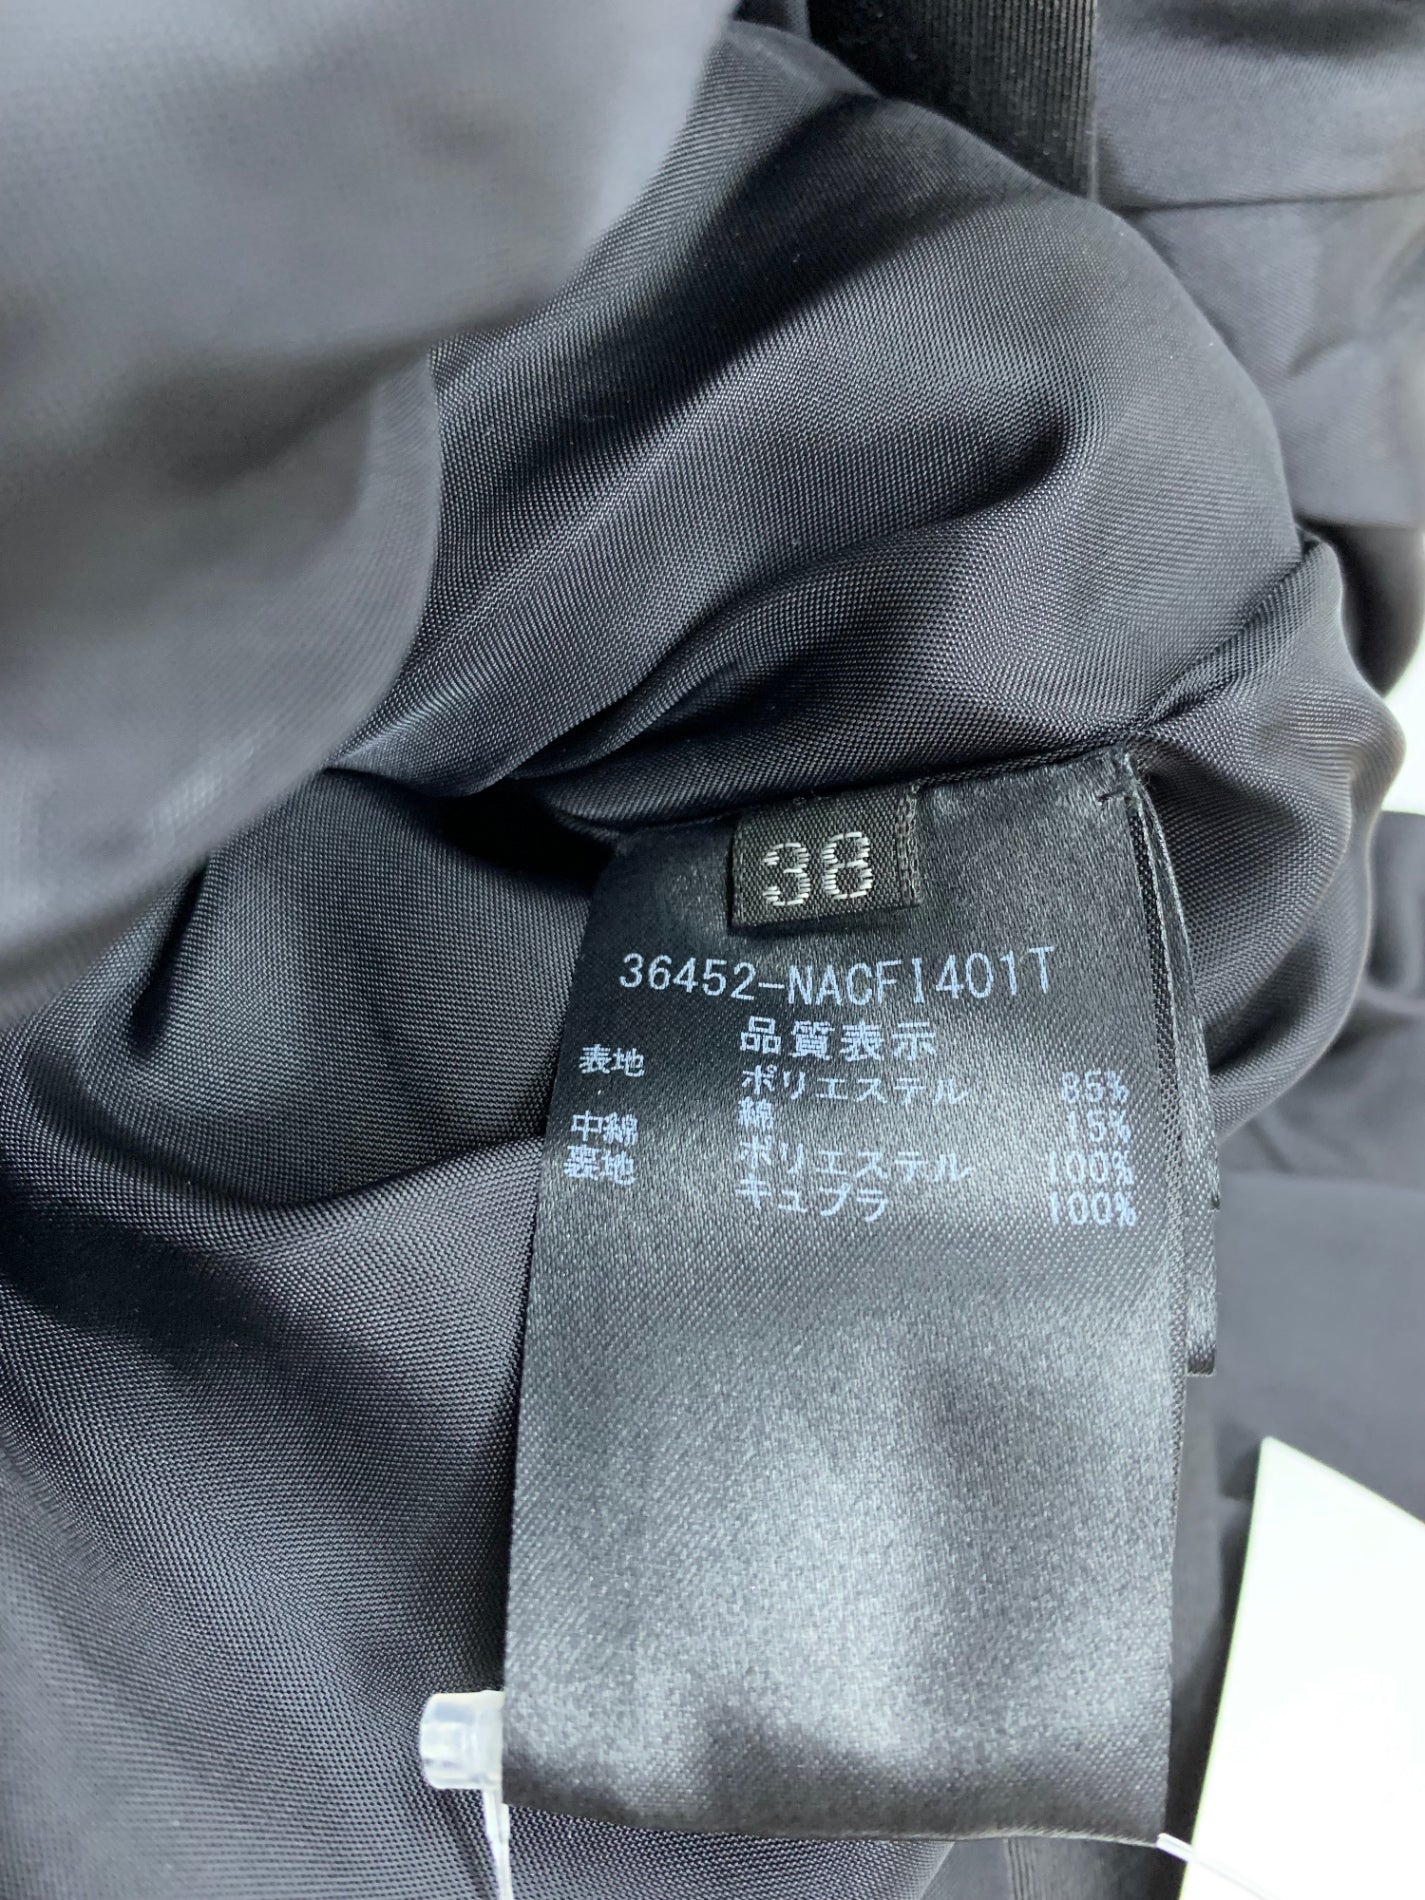 38
36452-NACFI401T
品質表示
表地 ポリエステル 85%
綿 15%
中綿 ポリエステル 100%
裏地 キュプラ 100%